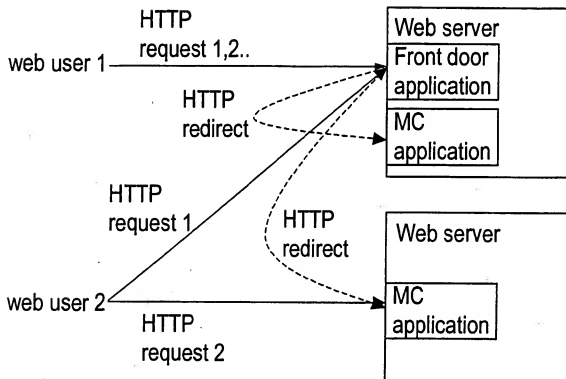 HTTP
request 1,2..
web user 1
Web server
Front door
application
HTTP
redirect
MC
application
HTTP
request 1
HTTP
redirect
Web server
web user 2
MC
application
HTTP
request 2